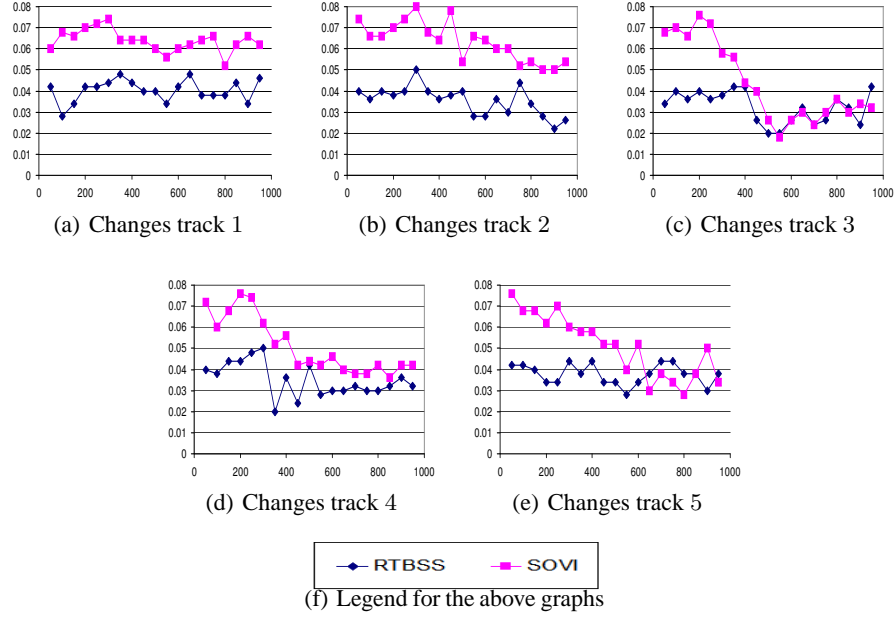 0.08 0.08 0.08
0.07 0.07 0.07
0.06 0.06 0.06
0.05 0.05 0.05
0.04 0.04 0.04
0.03 0.03 0.03
0.02 0.02 0.02
0.01 0.01 0.01
0 0 0
0 200 400 600 800 1000 0 200 400 600 800 1000 0 200 400 600 800 1000
(a) Changes track 1 (b) Changes track 2 (c) Changes track 3
0.08 0.08
0.07 0.07
0.06 0.06
0.05 0.05
0.04 0.04
0.03 0.03
0.02 0.02
0.01 0.01
0 0
0 200 400 600 800 1000 0 200 400 600 800 1000
(d) Changes track 4 (e) Changes track 5
RTBSS SOVI
(f) Legend for the above graphs